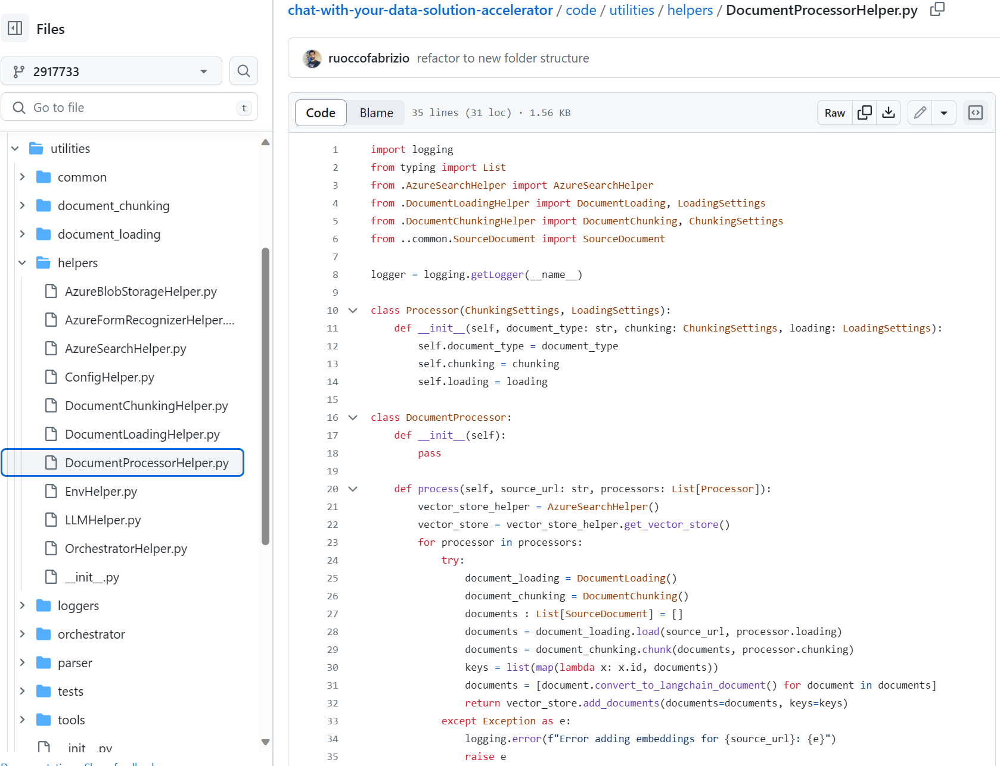 Files
2917733
Go to file
t
utilities
common
document_chunking
document_loading
helpers
AzureBlobStorageHelper.py
AzureFormRecognizerHelper....
AzureSearchHelper.py
ConfigHelper.py
DocumentChunkingHelper.py
DocumentLoadingHelper.py
DocumentProcessorHelper.py
EnvHelper.py
LLMHelper.py
OrchestratorHelper.py
__init__.py
loggers
orchestrator
parser
tests
tools
__init__.py
chat-with-your-data-solution-accelerator / code / utilities / helpers / DocumentProcessorHelper.py
ruoccofabrizio refactor to new folder structure
Code Blame 35 lines (31 loc) · 1.56 KB Raw
1 import logging
2 from typing import List
3 from .AzureSearchHelper import AzureSearchHelper
4 from .DocumentLoadingHelper import DocumentLoading, LoadingSettings
5 from .DocumentChunkingHelper import DocumentChunking, ChunkingSettings
6 from ..common.SourceDocument import SourceDocument
7
8 logger = logging.getLogger(__name__)
9
10 class Processor(ChunkingSettings, LoadingSettings):
11     def __init__(self, document_type: str, chunking: ChunkingSettings, loading: LoadingSettings):
12         self.document_type = document_type
13         self.chunking = chunking
14         self.loading = loading
15
16 class DocumentProcessor:
17     def __init__(self):
18         pass
19
20     def process(self, source_url: str, processors: List[Processor]):
21         vector_store_helper = AzureSearchHelper()
22         vector_store = vector_store_helper.get_vector_store()
23         for processor in processors:
24             try:
25                 document_loading = DocumentLoading()
26                 document_chunking = DocumentChunking()
27                 documents : List[SourceDocument] = []
28                 documents = document_loading.load(source_url, processor.loading)
29                 documents = document_chunking.chunk(documents, processor.chunking)
30                 keys = list(map(lambda x: x.id, documents))
31                 documents = [document.convert_to_langchain_document() for document in documents]
32                 return vector_store.add_documents(documents=documents, keys=keys)
33             except Exception as e:
34                 logging.error(f"Error adding embeddings for {source_url}: {e}")
35                 raise e